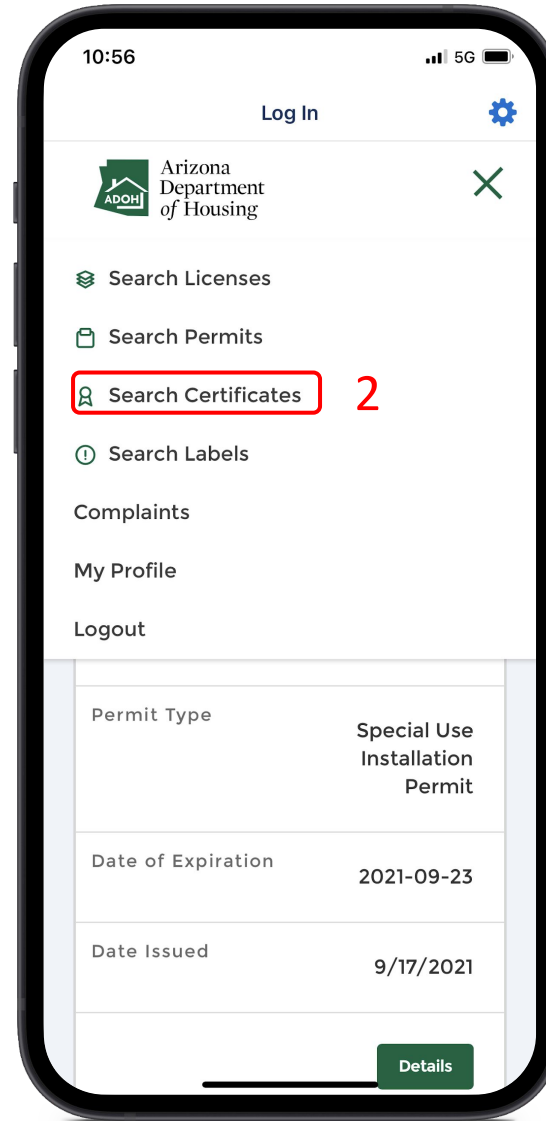 10:56
5G
Log In
ADOH
Arizona
Department
of Housing
Search Licenses
Search Permits
Search Certificates
2
Search Labels
Complaints
My Profile
Logout
Permit Type
Special Use
Installation
Permit
Date of Expiration
2021-09-23
Date Issued
9/17/2021
Details